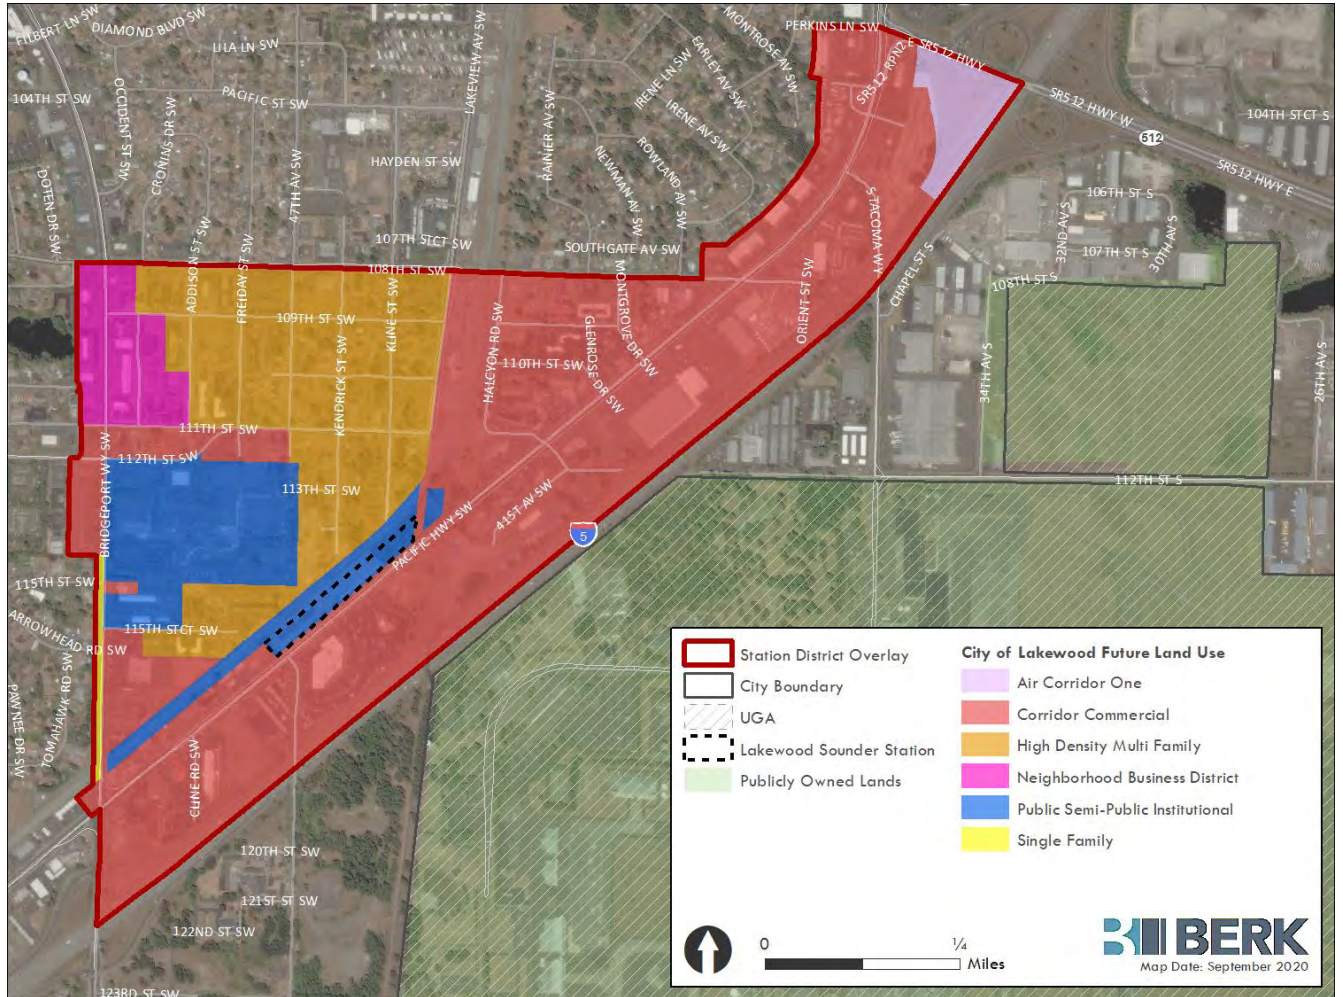 FILBERT LN SW
DIAMOND BLVD SW
LILA LN SW
LAKEVIEW AV SW
MONTROSE AV SW
PERKINS LN SW
EARLEY AV SW
IRENE LN SW
SR512 RPN2 E
SR512 HWY
104TH ST SW
OCCIDENT ST SW
PACIFIC ST SW
CRONINS DR SW
RAINIER AV SW
IRENE AV SW
SR512 HWY W
104TH STCT S
512
HAYDEN ST SW
ROWLAND AV SW
NEWMAN AV SW
SR512 HWY E
DOTEN DR SW
47TH AV SW
106TH ST S
S TACOMA WY
32ND AV S
30TH AV S
ADDISON ST SW
FREIDAY ST SW
107TH STCT SW
SOUTHGATE AV SW
107TH ST S
CHAPEL ST S
108TH ST SW
108TH ST S
KLINE ST SW
MONTGROVE DR SW
ORIENT ST SW
109TH ST SW
HALCYON RD SW
GLENROSE DR SW
110TH ST SW
KENDRICK ST SW
34TH AV S
26TH AV S
111TH ST SW
112TH ST SW
BRIDGEPORT WY SW
113TH ST SW
112TH ST S
41ST AV SW
PACIFIC HWY SW
5
115TH ST SW
ARROWHEAD RD SW
115TH STCT SW
PAWNEE DR SW
TOMAHAWK RD SW
CLINE RD SW
120TH ST SW
121ST ST SW
122ND ST SW
123RD ST SW
Station District Overlay
City Boundary
UGA
Lakewood Sounder Station
Publicly Owned Lands
City of Lakewood Future Land Use
Air Corridor One
Corridor Commercial
High Density Multi Family
Neighborhood Business District
Public Semi-Public Institutional
Single Family
0
¼
Miles
BERK
Map Date: September 2020